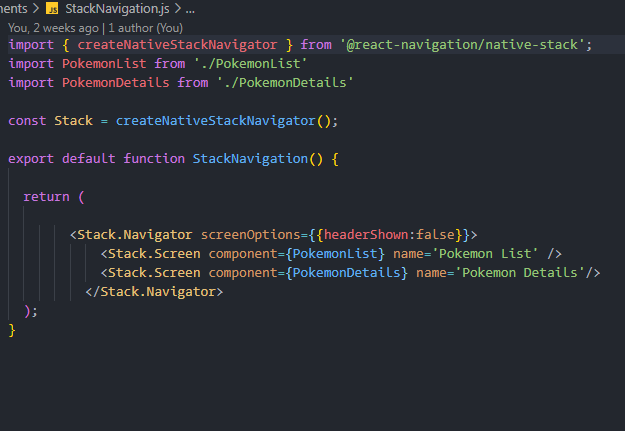 nents > JS StackNavigation.js > ...
You, 2 weeks ago | 1 author (You)
import { createNativeStackNavigator } from '@react-navigation/native-stack';
import PokemonList from './PokemonList'
import PokemonDetails from './PokemonDetails'
const Stack = createNativeStackNavigator();
export default function StackNavigation() {
return (
<Stack.Navigator screenOptions={{headerShown:false}}>
<Stack.Screen component={PokemonList} name='Pokemon List' />
<Stack.Screen component={PokemonDetails} name='Pokemon Details'/>
</Stack.Navigator>
);
}